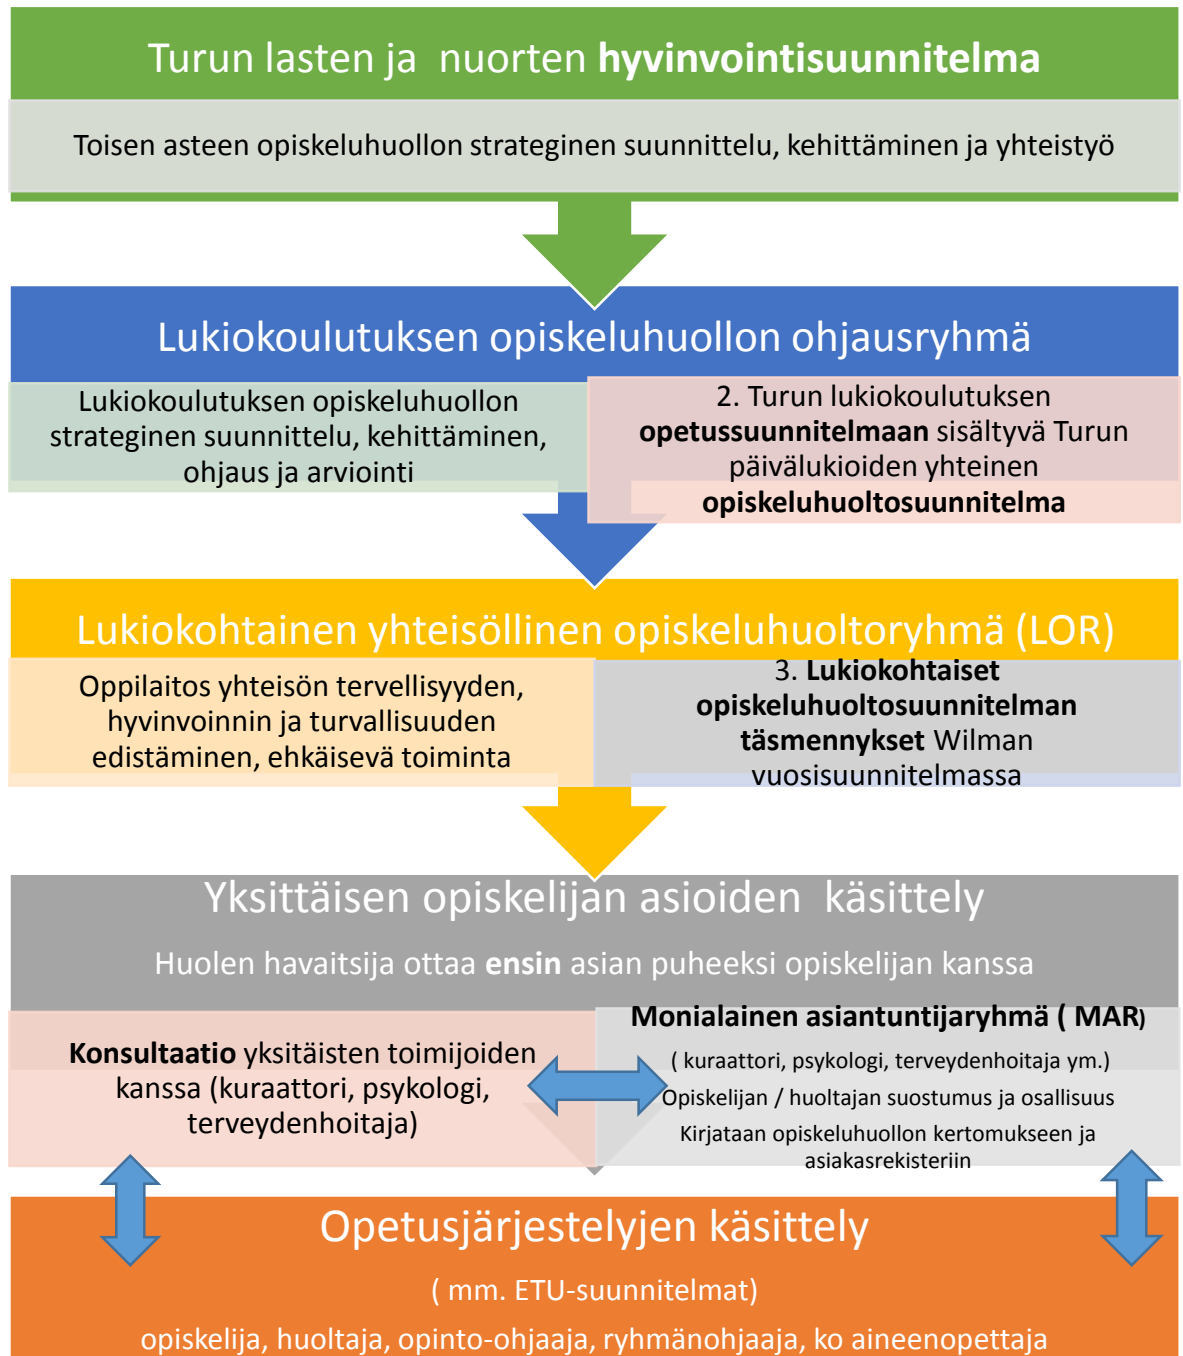 Turun lasten ja nuorten hyvinvointisuunnitelma
Toisen asteen opiskeluhuollon strateginen suunnittelu, kehittäminen ja yhteistyö
Lukiokoulutuksen opiskeluhuollon ohjausryhmä
Lukiokoulutuksen opiskeluhuollon
strateginen suunnittelu, kehittäminen,
ohjaus ja arviointi
2. Turun lukiokoulutuksen
opetussuunnitelmaan sisältyvä Turun
päivälukioiden yhteinen
opiskeluhuoltosuunnitelma
Lukiokohtainen yhteisöllinen opiskeluhuoltoryhmä (LOR)
Oppilaitos yhteisön tervellisyyden,
hyvinvoinnin ja turvallisuuden
edistäminen, ehkäisevä toiminta
3. Lukiokohtaiset
opiskeluhuoltosuunnitelman
täsmennykset Wilman
vuosisuunnitelmassa
Yksittäisen opiskelijan asioiden käsittely
Huolen havaitsija ottaa ensin asian puheeksi opiskelijan kanssa
Konsultaatio yksitäisten toimijoiden
kanssa (kuraattori, psykologi,
terveydenhoitaja)
Monialainen asiantuntijaryhmä ( MAR)
( kuraattori, psykologi, terveydenhoitaja ym.)
Opiskelijan / huoltajan suostumus ja osallisuus
Kirjataan opiskeluhuollon kertomukseen ja
asiakasrekisteriin
Opetusjärjestelyjen käsittely
( mm. ETU-suunnitelmat)
opiskelija, huoltaja, opinto-ohjaaja, ryhmänohjaaja, ko aineenopettaja